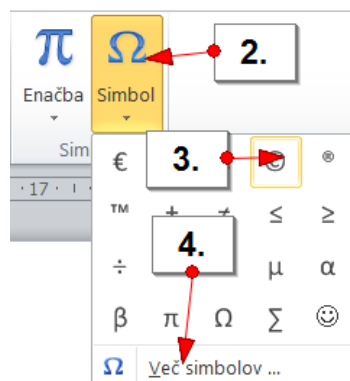 π Ω 2.
Enačba Simbol
Sim
3.
€ © ®
· 17 ·
™ + ≠ ≤ ≥
4.
÷ μ α
β π Ω ∑ ☺
Ω Več simbolov ...